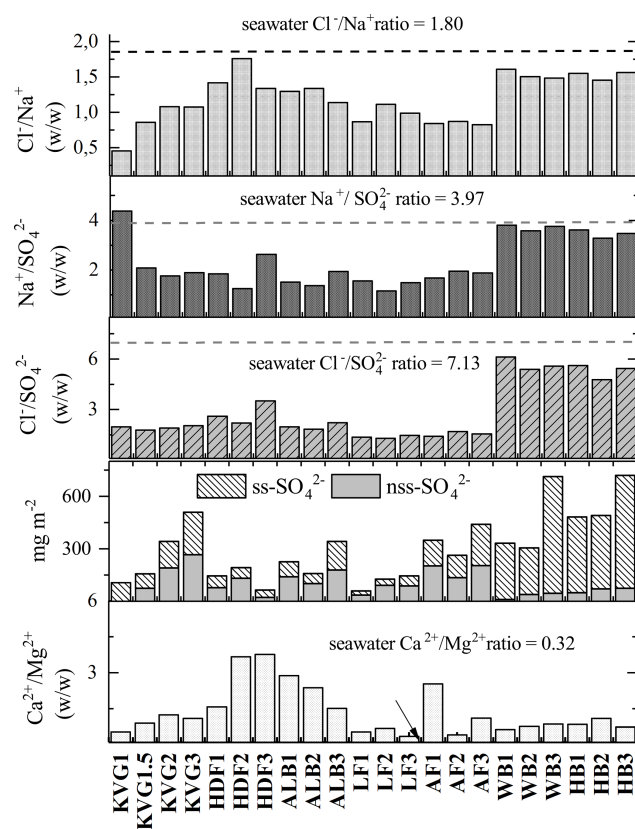 seawater Cl⁻/Na⁺ratio = 1.80
2,0
1,5
1,0
0,5
Cl⁻/Na⁺
(w/w)
seawater Na⁺/ SO₄²⁻ ratio = 3.97
4
2
Na⁺/SO₄²⁻
(w/w)
6
3
seawater Cl⁻/SO₄²⁻ ratio = 7.13
Cl⁻/SO₄²⁻
(w/w)
600
300
6
ss-SO₄²⁻ nss-SO₄²⁻
mg m⁻²
seawater Ca²⁺/Mg²⁺ratio = 0.32
3
Ca²⁺/Mg²⁺
(w/w)
KVG1
KVG1.5
KVG2
KVG3
HDF1
HDF2
HDF3
ALB1
ALB2
ALB3
LF1
LF2
LF3
AF1
AF2
AF3
WB1
WB2
WB3
HB1
HB2
HB3